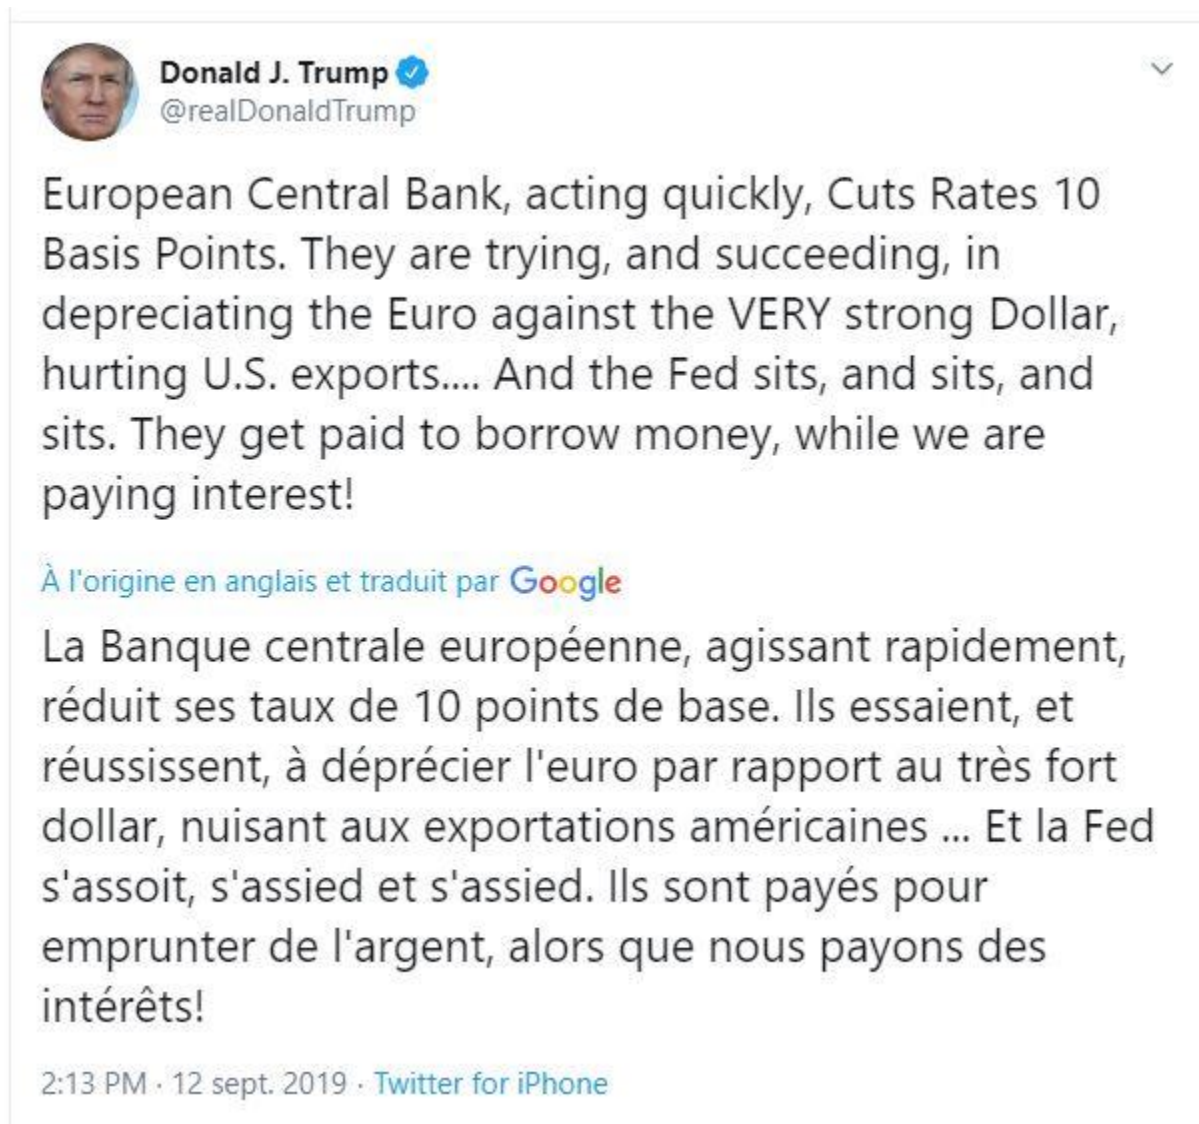 Donald J. Trump
@realDonaldTrump
European Central Bank, acting quickly, Cuts Rates 10
Basis Points. They are trying, and succeeding, in
depreciating the Euro against the VERY strong Dollar,
hurting U.S. exports.... And the Fed sits, and sits, and
sits. They get paid to borrow money, while we are
paying interest!
À l'origine en anglais et traduit par Google
La Banque centrale européenne, agissant rapidement,
réduit ses taux de 10 points de base. Ils essaient, et
réussissent, à déprécier l'euro par rapport au très fort
dollar, nuisant aux exportations américaines ... Et la Fed
s'assoit, s'assied et s'assied. Ils sont payés pour
emprunter de l'argent, alors que nous payons des
intérêts!
2:13 PM · 12 sept. 2019 · Twitter for iPhone